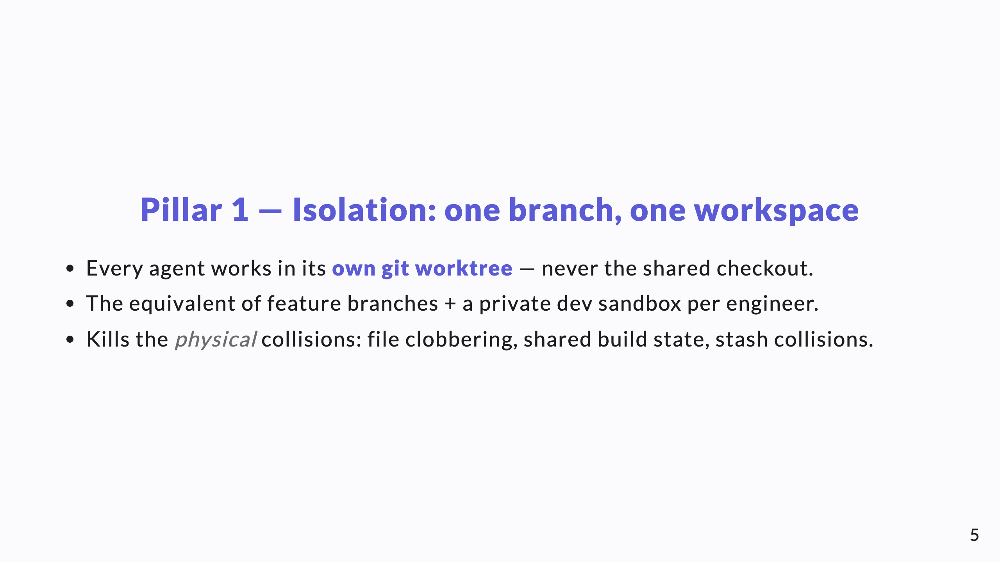 Pillar 1 — Isolation: one branch, one workspace
• Every agent works in its own git worktree — never the shared checkout.
• The equivalent of feature branches + a private dev sandbox per engineer.
• Kills the physical collisions: file clobbering, shared build state, stash collisions.
5